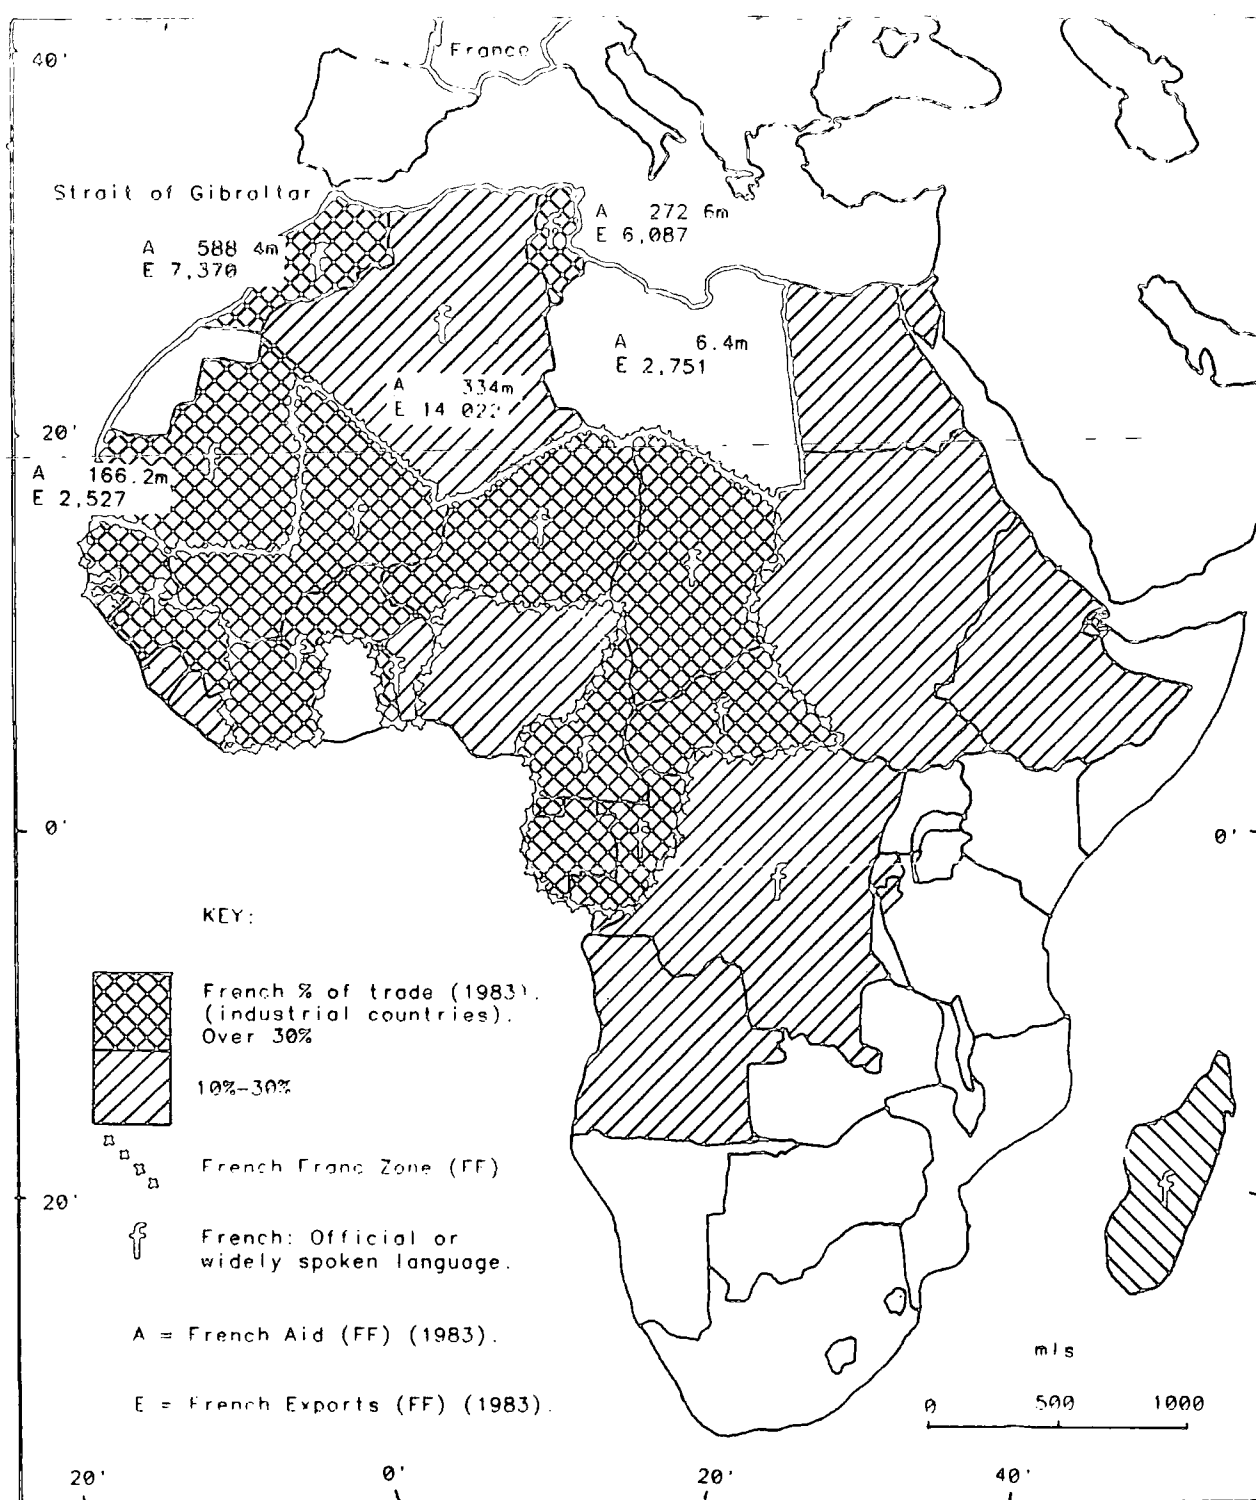 40'
France
Strait of Gibraltar
A 272 6m
E 6,087
A 588 4m
E 7,370
f
f
f
A 6.4m
E 2,751
A 334m
E 14 022
20'
A 166.2m
E 2,527
f
f
f
f
f
f
f
f
f
f
0'
0'
f
KEY:
French % of trade (1983).
(industrial countries).
Over 30%
10%-30%
French Franc Zone (FF)
f
French: Official or
widely spoken language.
20'
f
A = French Aid (FF) (1983).
E = French Exports (FF) (1983).
mls
0 500 1000
20' 0' 20' 40'